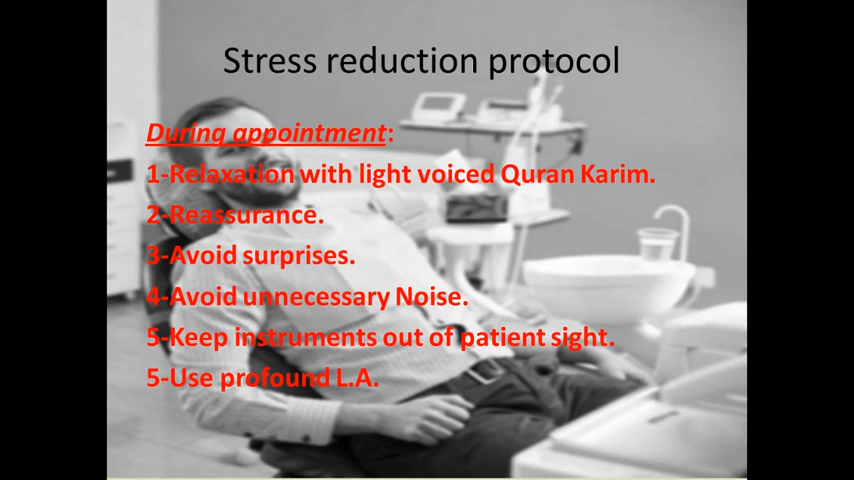 Stress reduction protocol
During appointment:
1-Relaxation with light voiced Quran Karim.
2-Reassurance.
3-Avoid surprises.
4-Avoid unnecessary Noise.
5-Keep instruments out of patient sight.
5-Use profound L.A.